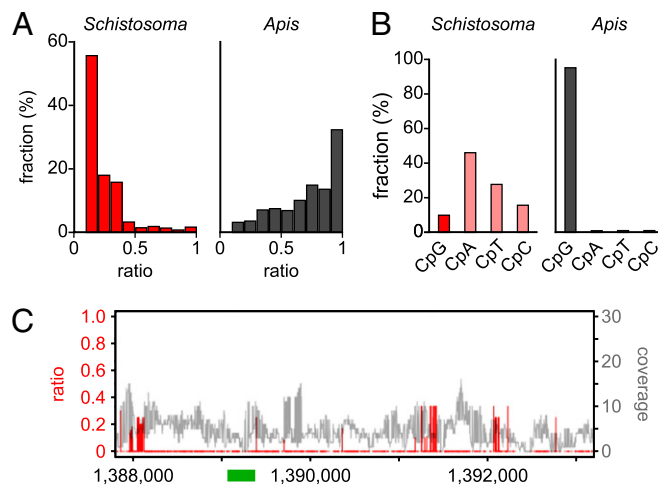 A
Schistosoma
Apis
fraction (%)
60
40
20
0
0
0.5
1
0
0.5
1
ratio
ratio
B
Schistosoma
Apis
fraction (%)
100
80
60
40
20
0
CpG
CpA
CpT
CpC
CpG
CpA
CpT
CpC
C
ratio
1.0
0.8
0.6
0.4
0.2
0
30
20
10
0
coverage
1,388,000
1,390,000
1,392,000